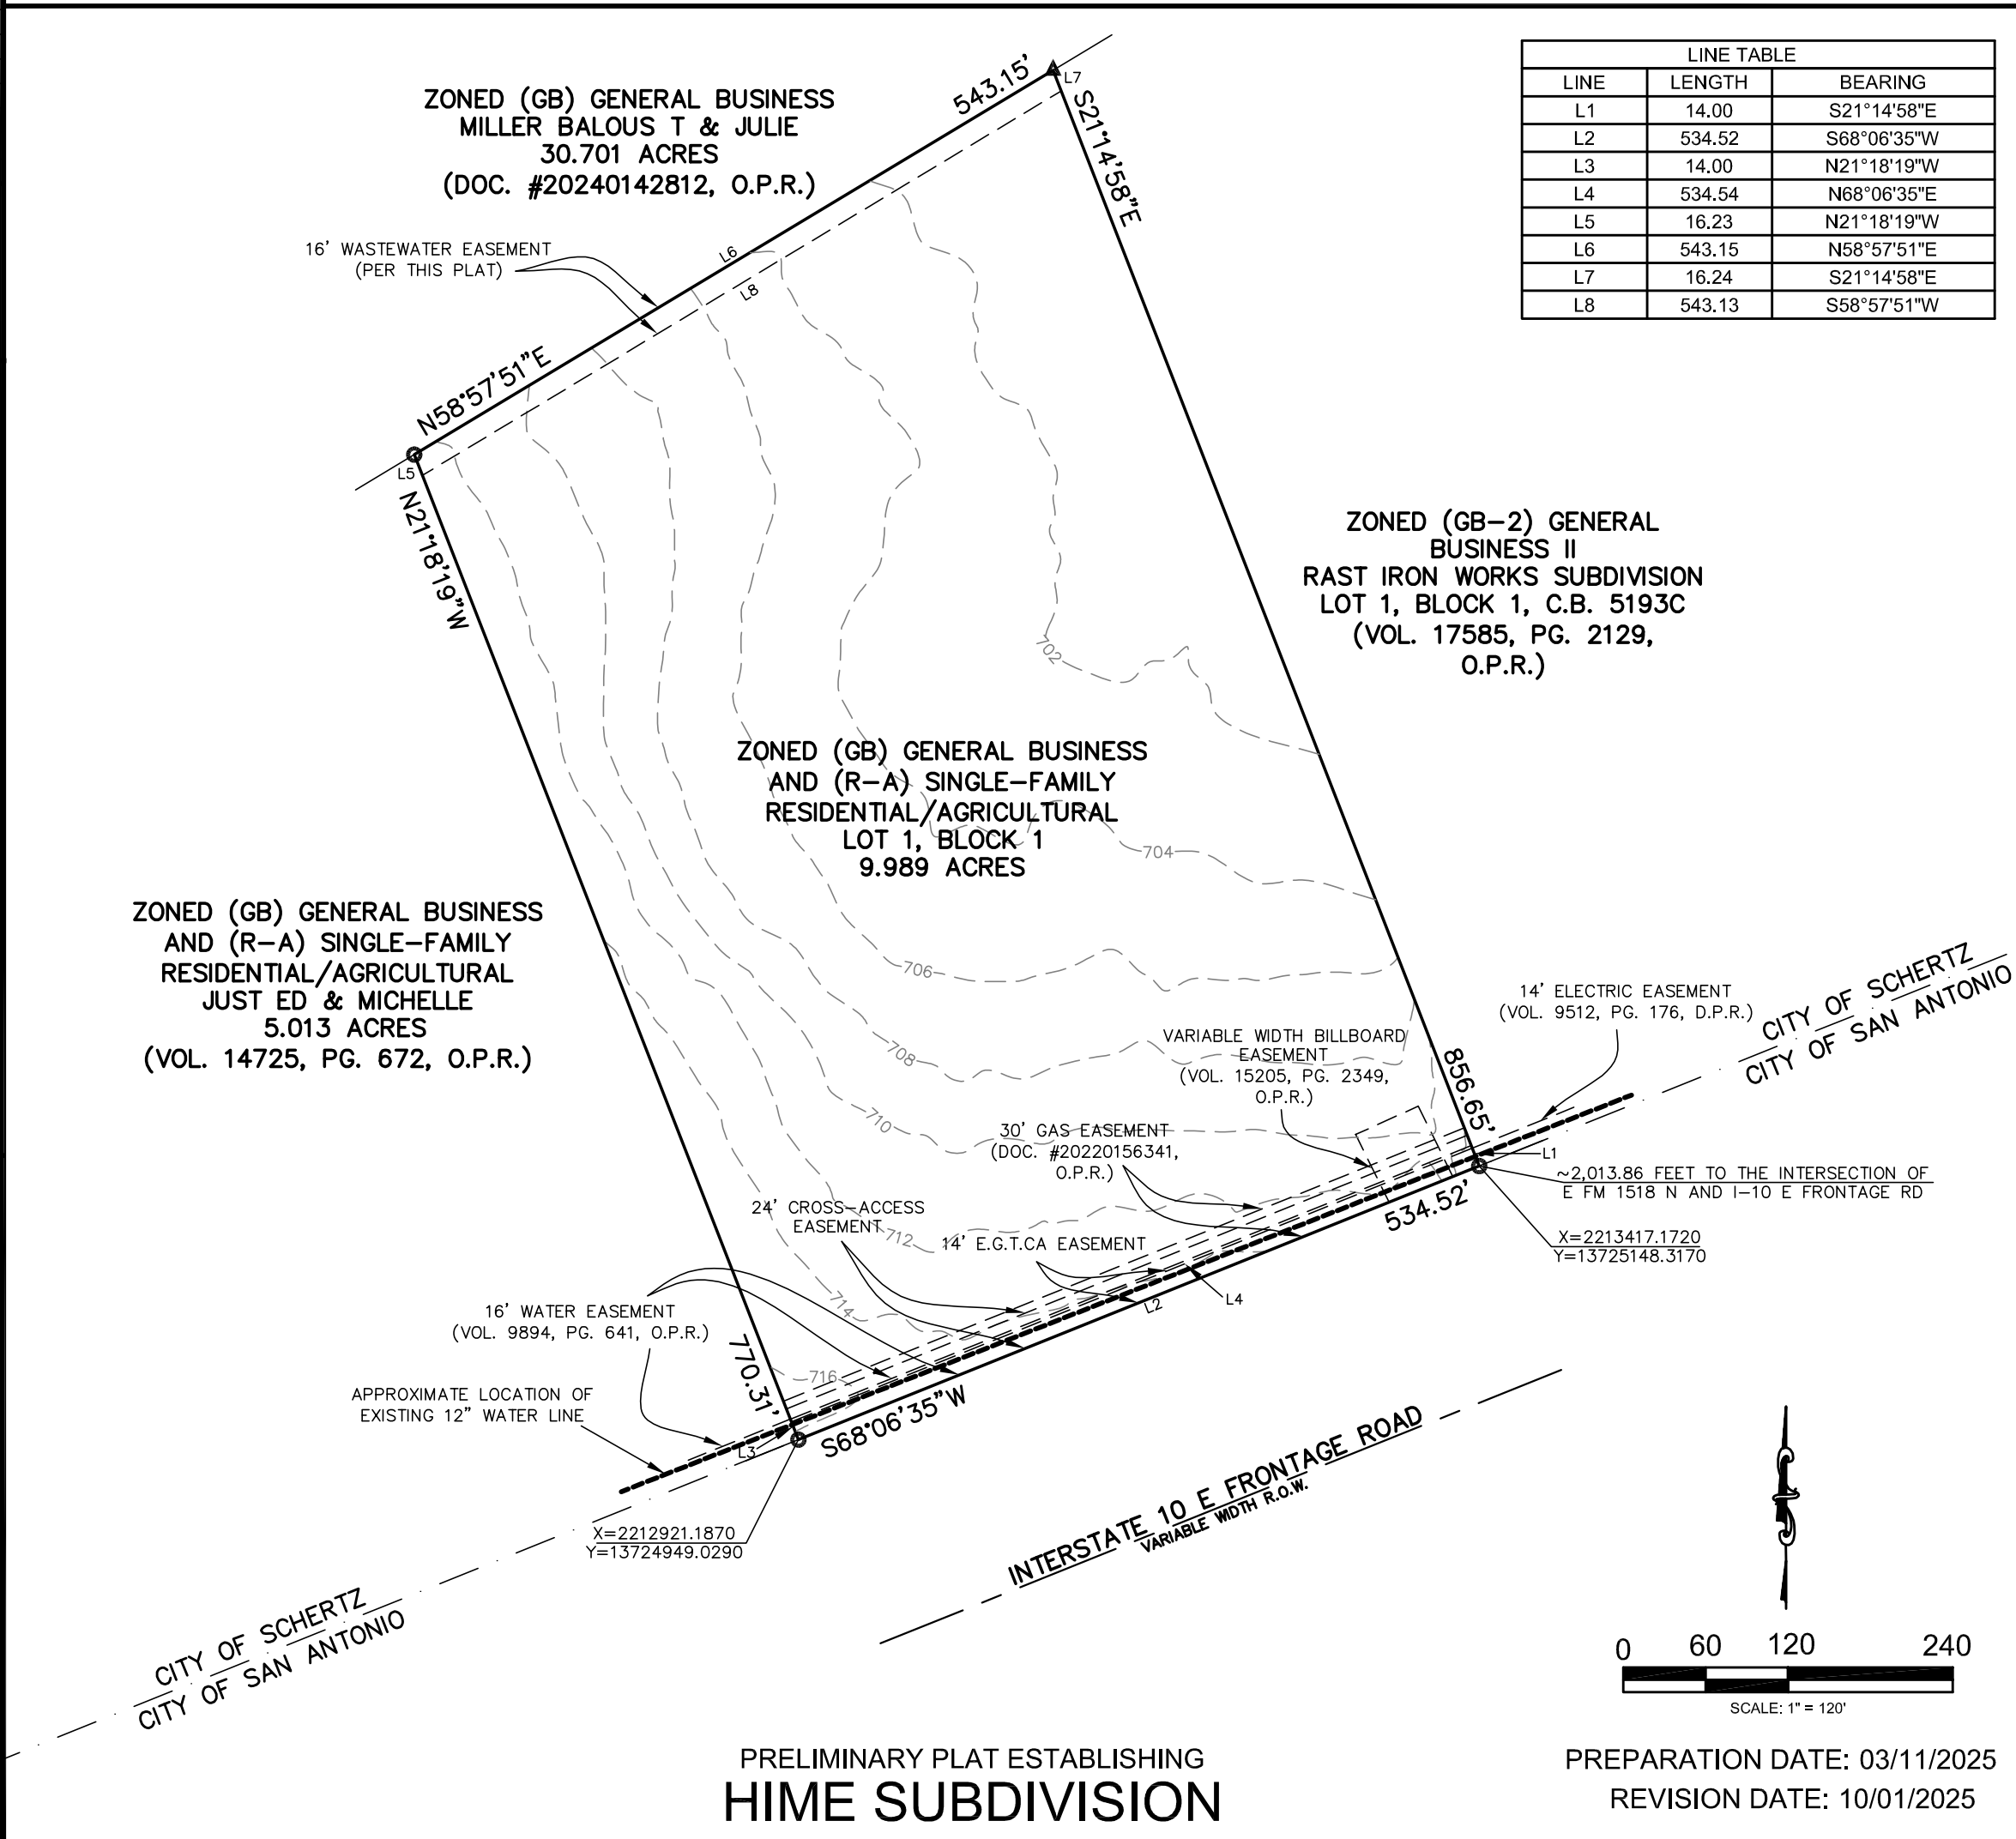 LINE TABLE
LINE LENGTH BEARING
L1 14.00 S21°14'58"E
L2 534.52 S68°06'35"W
L3 14.00 N21°18'19"W
L4 534.54 N68°06'35"E
L5 16.23 N21°18'19"W
L6 543.15 N58°57'51"E
L7 16.24 S21°14'58"E
L8 543.13 S58°57'51"W
ZONED (GB) GENERAL BUSINESS
MILLER BALOUS T & JULIE
30.701 ACRES
(DOC. #20240142812, O.P.R.)
543.15'
L7
S21°14'58"E
16' WASTEWATER EASEMENT
(PER THIS PLAT)
L6
L8
N58°57'51"E
L5
N21°18'19"W
ZONED (GB-2) GENERAL
BUSINESS II
RAST IRON WORKS SUBDIVISION
LOT 1, BLOCK 1, C.B. 5193C
(VOL. 17585, PG. 2129,
O.P.R.)
702
ZONED (GB) GENERAL BUSINESS
AND (R-A) SINGLE-FAMILY
RESIDENTIAL/AGRICULTURAL
LOT 1, BLOCK 1
9.989 ACRES
704
ZONED (GB) GENERAL BUSINESS
AND (R-A) SINGLE-FAMILY
RESIDENTIAL/AGRICULTURAL
JUST ED & MICHELLE
5.013 ACRES
(VOL. 14725, PG. 672, O.P.R.)
706
708
710
712
714
716
14' ELECTRIC EASEMENT
(VOL. 9512, PG. 176, D.P.R.)
CITY OF SCHERTZ
CITY OF SAN ANTONIO
VARIABLE WIDTH BILLBOARD
EASEMENT
(VOL. 15205, PG. 2349,
O.P.R.)
856.65'
30' GAS EASEMENT
(DOC. #20220156341,
O.P.R.)
L1
~2,013.86 FEET TO THE INTERSECTION OF
E FM 1518 N AND I-10 E FRONTAGE RD
24' CROSS-ACCESS
EASEMENT
534.52'
X=2213417.1720
Y=13725148.3170
14' E.G.T.CA EASEMENT
L4
L2
16' WATER EASEMENT
(VOL. 9894, PG. 641, O.P.R.)
770.31'
APPROXIMATE LOCATION OF
EXISTING 12" WATER LINE
L3
S68°06'35"W
X=2212921.1870
Y=13724949.0290
INTERSTATE 10 E FRONTAGE ROAD
VARIABLE WIDTH R.O.W.
CITY OF SCHERTZ
CITY OF SAN ANTONIO
0 60 120 240
SCALE: 1" = 120'
PRELIMINARY PLAT ESTABLISHING
HIME SUBDIVISION
PREPARATION DATE: 03/11/2025
REVISION DATE: 10/01/2025